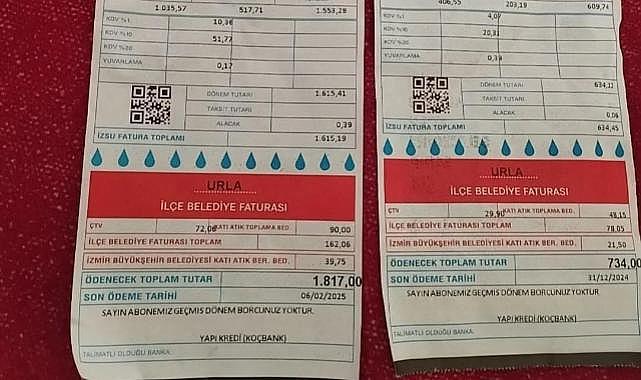 1.035,57 517,71 1.553,28
KDV %1 10,36
KDV %10 51,77
KDV %20
YUVARLAMA 0,17
DÖNEM TUTARI 1.615,41
TAKSİT TUTARI
ALACAK 0,39
İZSU FATURA TOPLAMI 1.615,19
URLA
İLÇE BELEDİYE FATURASI
ÇTV 72,06 KATI ATIK TOPLAMA BED. 90,00
İLÇE BELEDİYE FATURASI TOPLAM 162,06
İZMİR BÜYÜKŞEHİR BELEDİYESİ KATI ATIK BER. BED. 39,75
ÖDENECEK TOPLAM TUTAR 1.817,00
SON ÖDEME TARİHİ 06/02/2025
SAYIN ABONEMİZ GEÇMİŞ DÖNEM BORCUNUZ YOKTUR.
YAPI KREDİ (KOÇBANK)
TALİMATLI OLDUĞU BANKA:
406,55 203,19 609,74
KDV %1 4,07
KDV %10 20,31
KDV %20
YUVARLAMA 0,39
DÖNEM TUTARI
TAKSİT TUTARI
ALACAK 0,06
İZSU FATURA TOPLAMI 634,45
URLA
İLÇE BELEDİYE FATURASI
ÇTV 29,90 KATI ATIK TOPLAMA BED. 48,15
İLÇE BELEDİYE FATURASI TOPLAM 78,05
İZMİR BÜYÜKŞEHİR BELEDİYESİ KATI ATIK BER. BED. 21,50
ÖDENECEK TOPLAM TUTAR 734,00
SON ÖDEME TARİHİ 31/12/2024
SAYIN ABONEMİZ GEÇMİŞ DÖNEM BORCUNUZ YOKTUR
YAPI KREDİ (KOÇBANK)
TALİMATLI OLDUĞU BANKA: